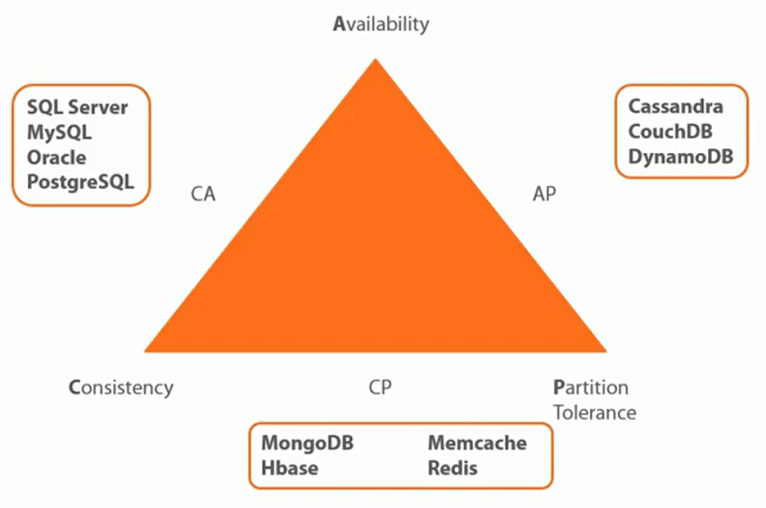 Availability
SQL Server
MySQL
Oracle
PostgreSQL
Cassandra
CouchDB
DynamoDB
CA
AP
Consistency
CP
Partition
Tolerance
MongoDB
Memcache
Hbase
Redis